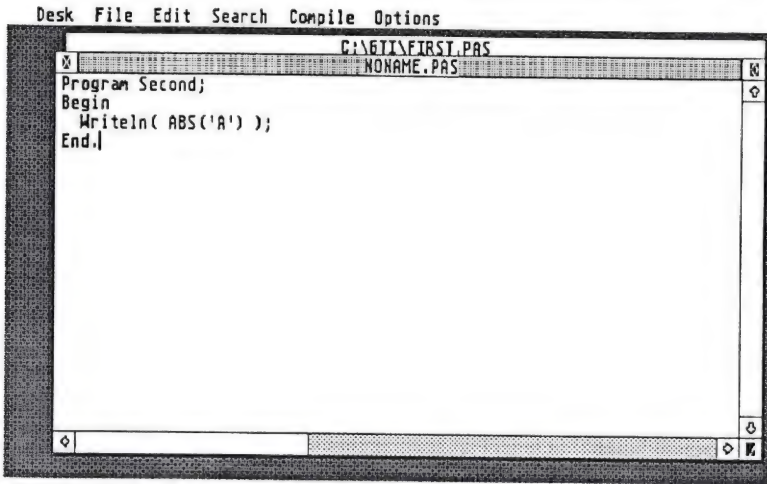 Desk File Edit Search Compile Options
C:\GTI\FIRST.PAS
NONAME.PAS
Program Second;
Begin
Writeln( ABS('A') );
End.